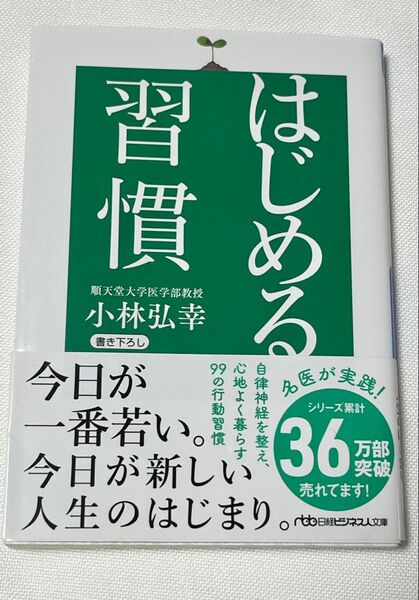 はじめる
習慣
順天堂大学医学部教授
小林弘幸
書き下ろし
名医が実践!
シリーズ累計
36万部
突破
売れてます!
自律神経を整え、
心地よく暮らす
99の行動習慣
今日が
一番若い。
今日が新しい
人生のはじまり。
nbb日経ビジネス人文庫